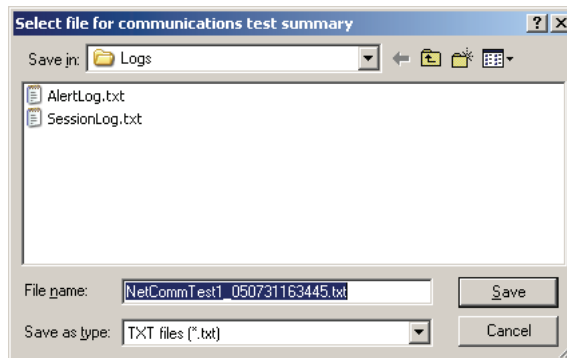 Select file for communications test summary
Save in: Logs
AlertLog.txt
SessionLog.txt
File name: NetCommTest1_050731163445.txt Save
Save as type: TXT files (*.txt) Cancel